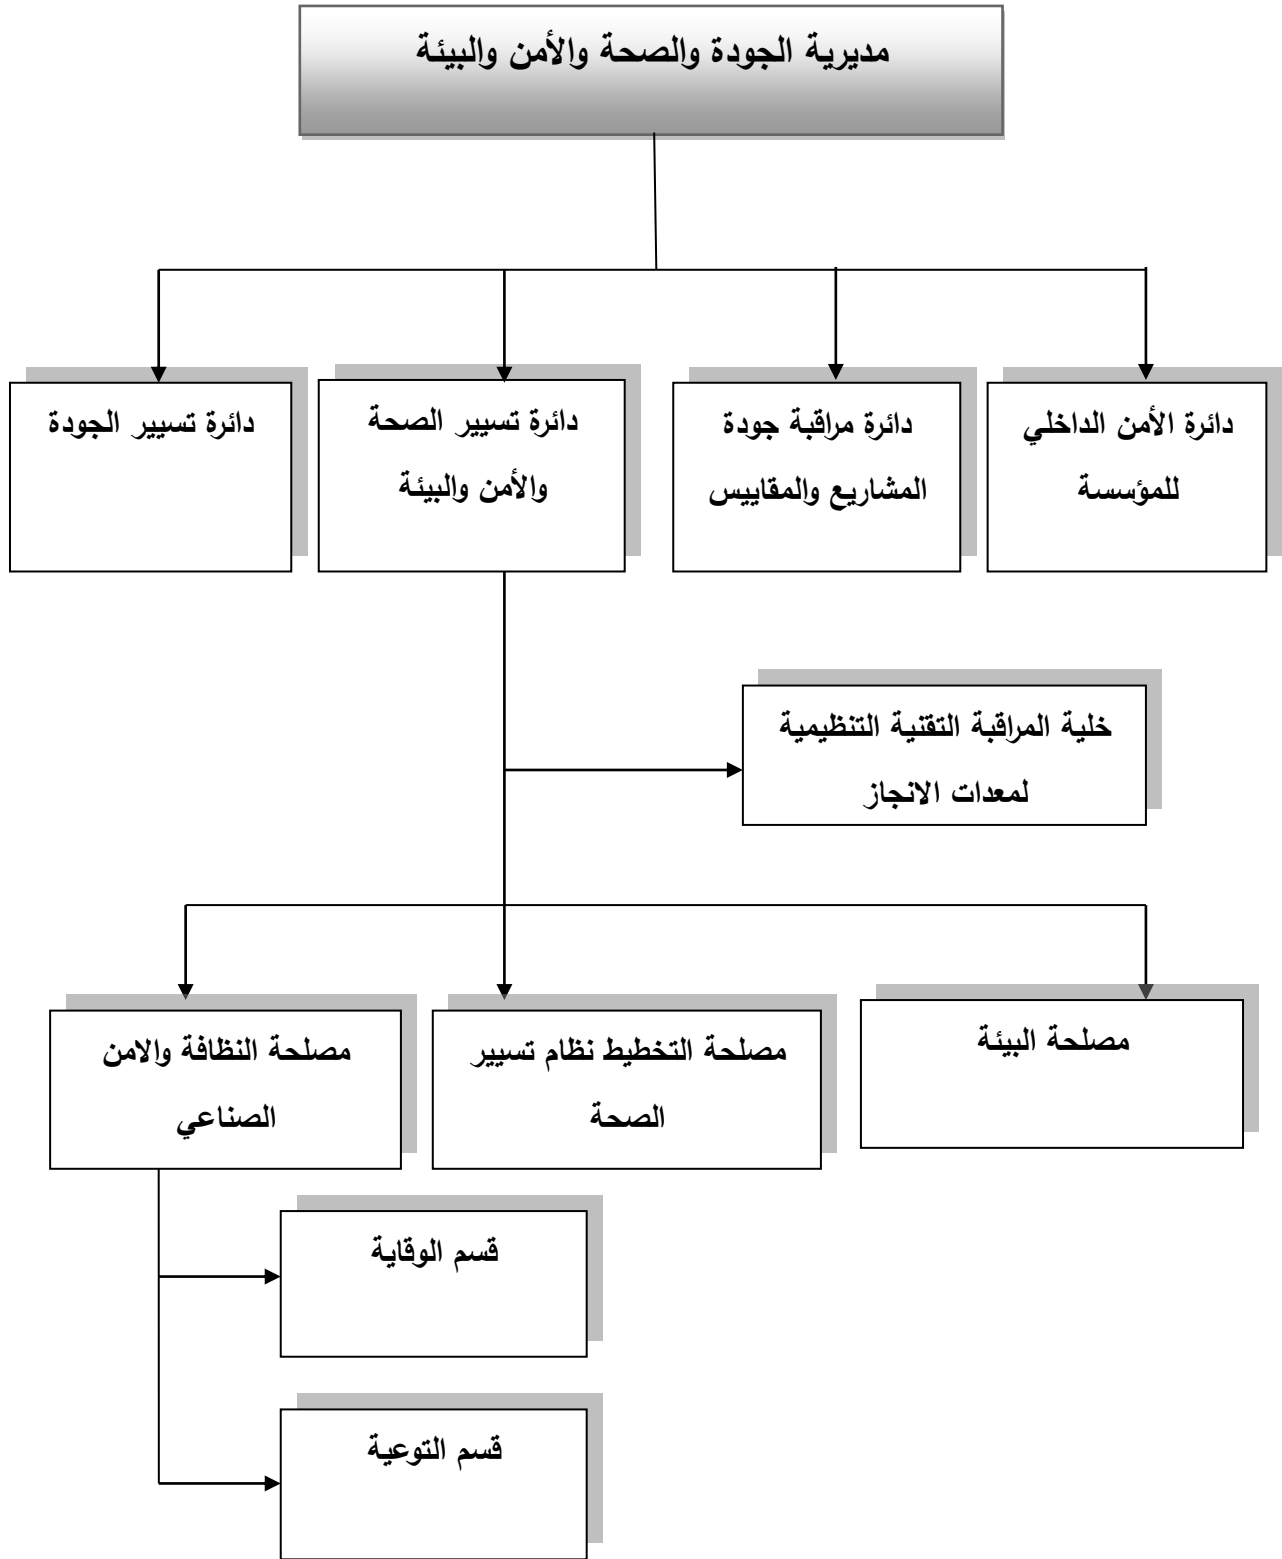 مديرية الجودة والصحة والأمن والبيئة
دائرة الأمن الداخلي
للمؤسسة
دائرة مراقبة جودة
المشاريع والمقاييس
دائرة تسيير الصحة
والأمن والبيئة
دائرة تسيير الجودة
خلية المراقبة التقنية التنظيمية
لمعدات الانجاز
مصلحة البيئة
مصلحة التخطيط نظام تسيير
الصحة
مصلحة النظافة والامن
الصناعي
قسم الوقاية
قسم التوعية